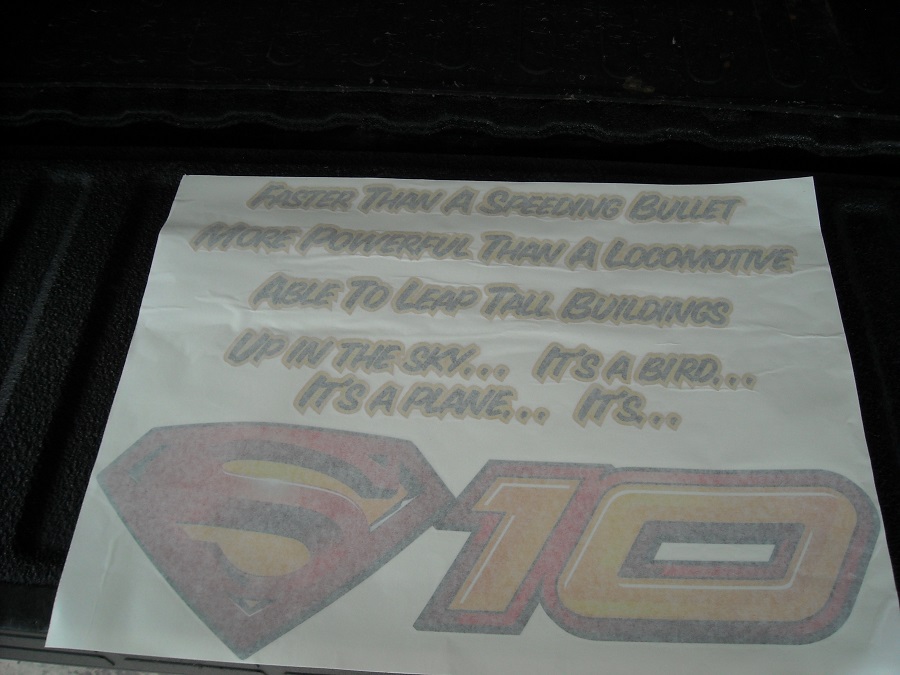 FASTER THAN A SPEEDING BULLET
MORE POWERFUL THAN A LOCOMOTIVE
ABLE TO LEAP TALL BUILDINGS
UP IN THE SKY... IT'S A BIRD...
IT'S A PLANE... IT'S...
S10